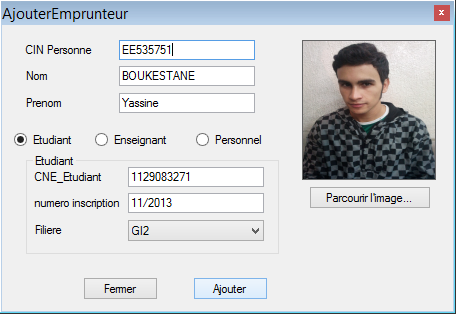 AjouterEmprunteur
x
CIN Personne EE535751
Nom BOUKESTANE
Prenom Yassine
Etudiant Enseignant Personnel
Etudiant
CNE_Etudiant 1129083271
numero inscription 11/2013
Filiere GI2
Parcourir l'image...
Fermer Ajouter